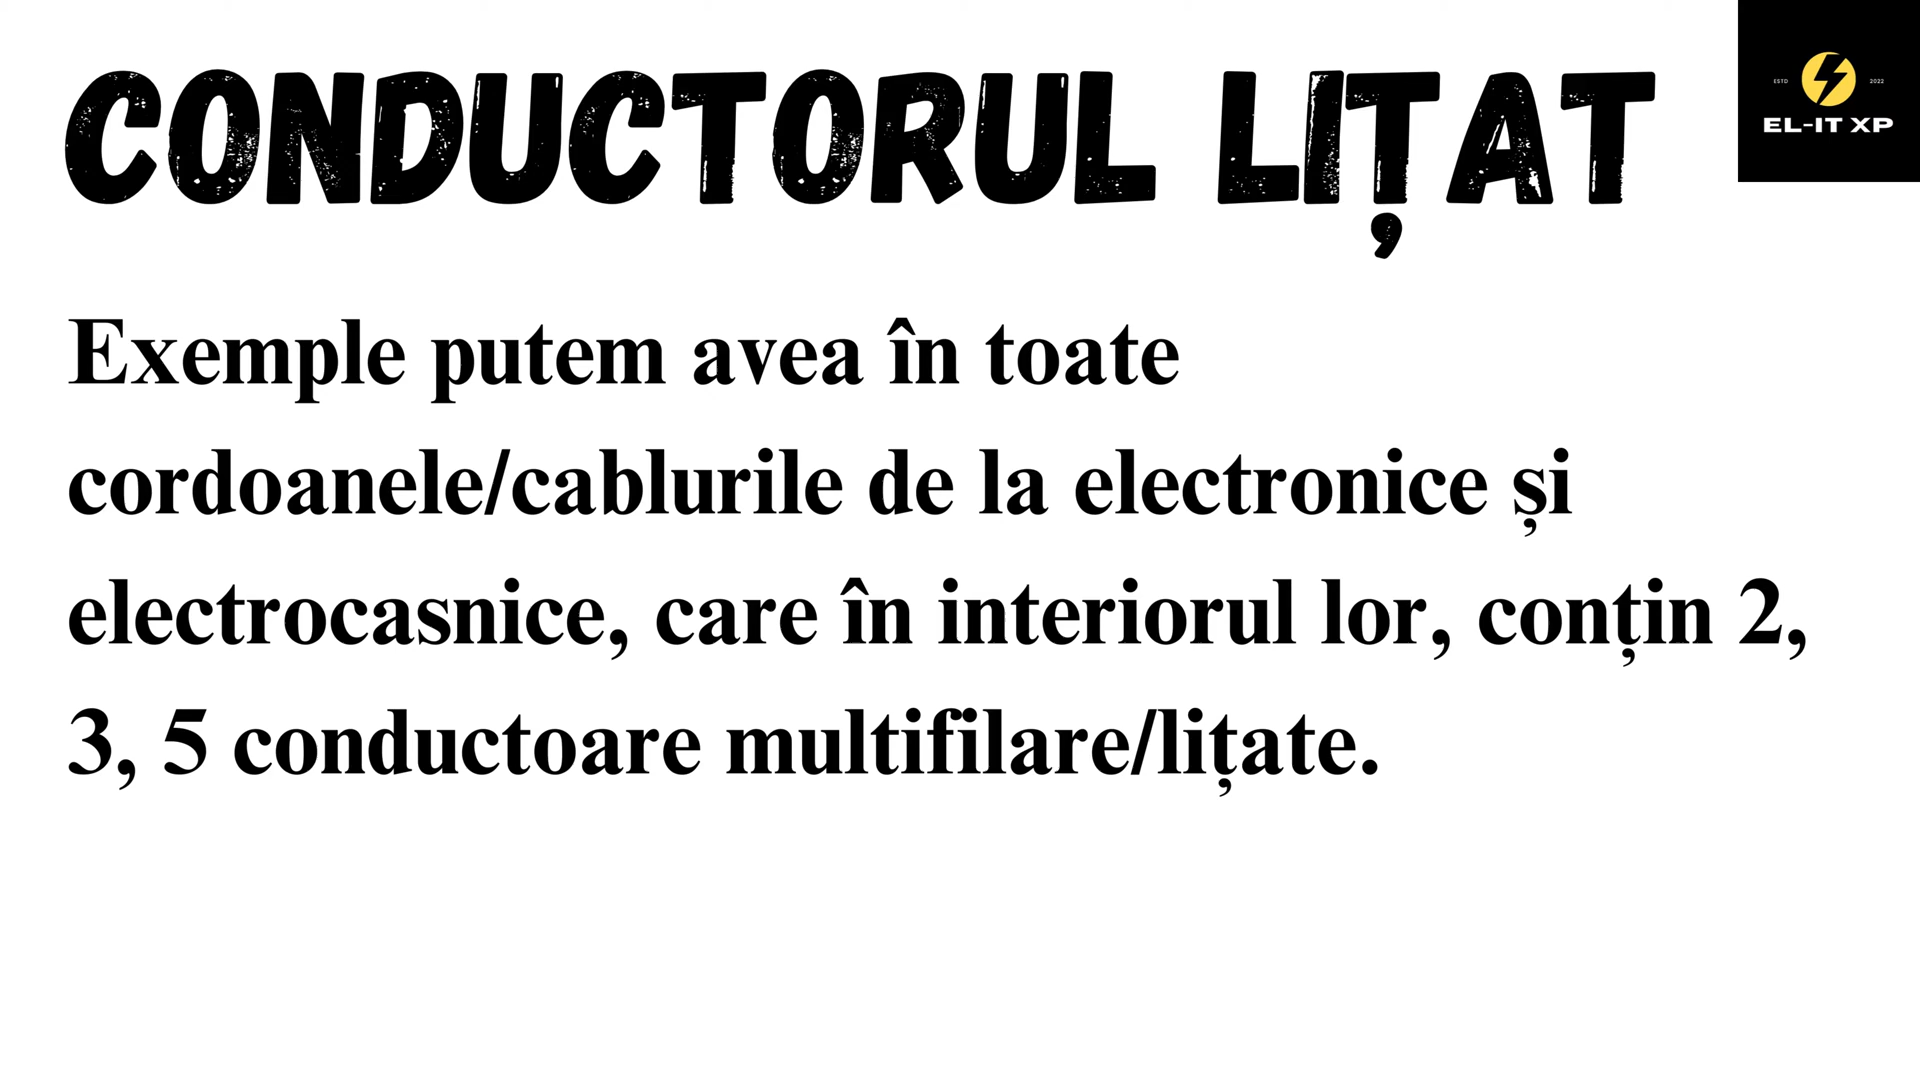 CONDUCTORUL LIȚAT
ESTD 2022
EL-IT XP
Exemple putem avea în toate
cordoanele/cablurile de la electronice și
electrocasnice, care în interiorul lor, conțin 2,
3, 5 conductoare multifilare/lițate.